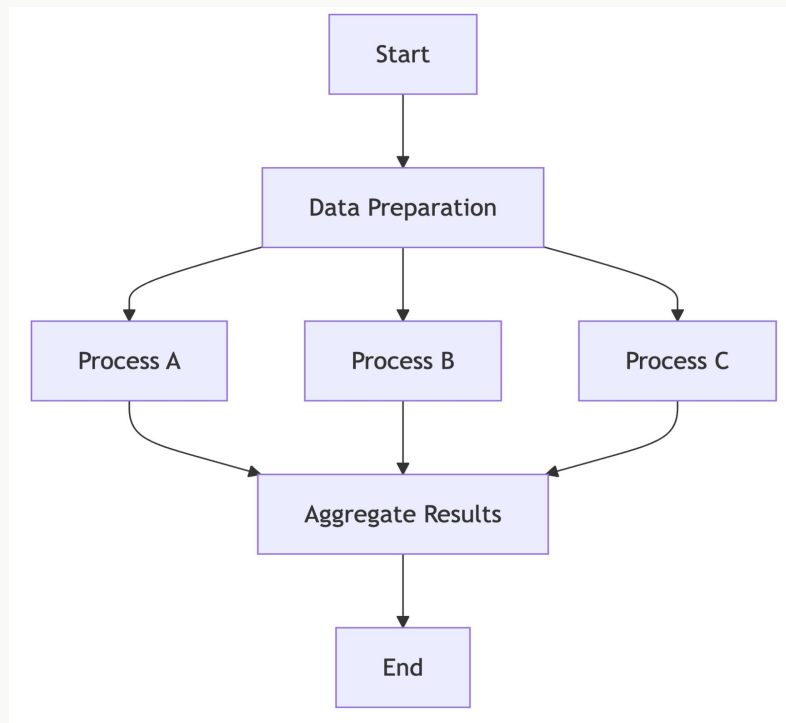 Start
Data Preparation
Process A
Process B
Process C
Aggregate Results
End